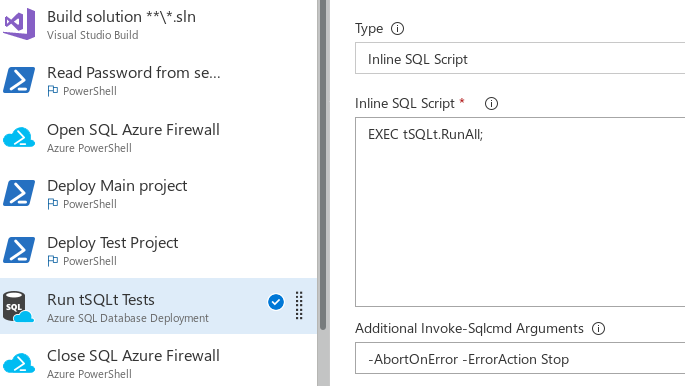 Build solution **\*.sln
Visual Studio Build
Read Password from se...
PowerShell
Open SQL Azure Firewall
Azure PowerShell
Deploy Main project
PowerShell
Deploy Test Project
PowerShell
SQL
Run tSQLt Tests
Azure SQL Database Deployment
Close SQL Azure Firewall
Azure PowerShell
Type
Inline SQL Script
Inline SQL Script *
EXEC tSQLt.RunAll;
Additional Invoke-Sqlcmd Arguments
-AbortOnError -ErrorAction Stop